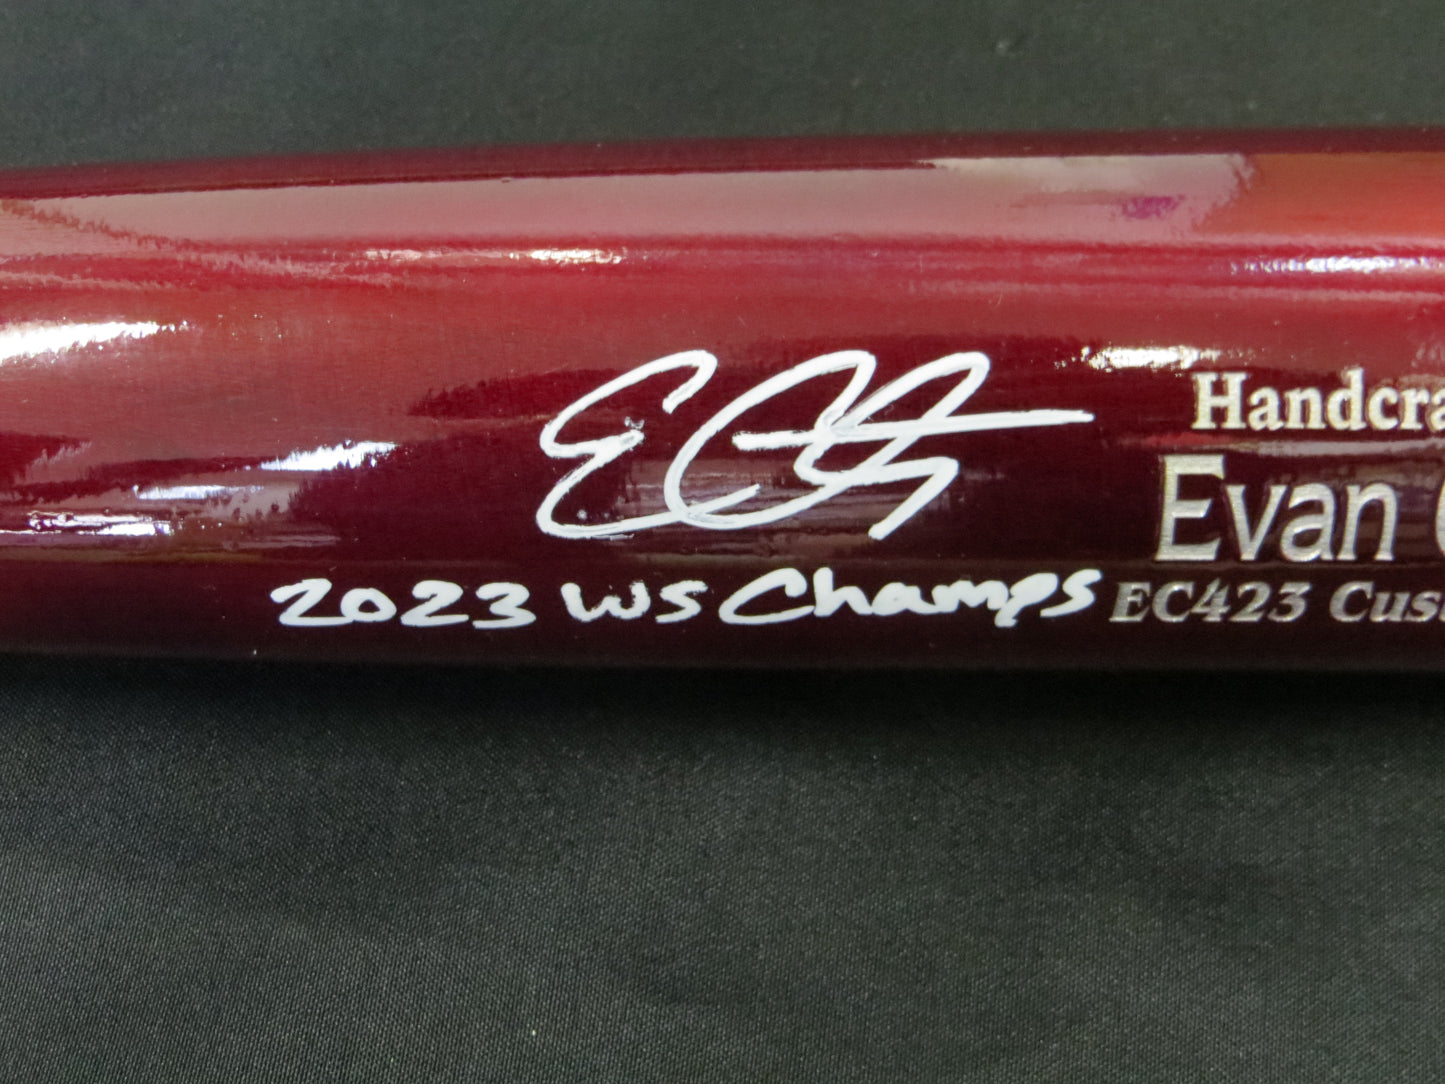 Handcra
Evan C
EC423 Cus
2023 WS Champs